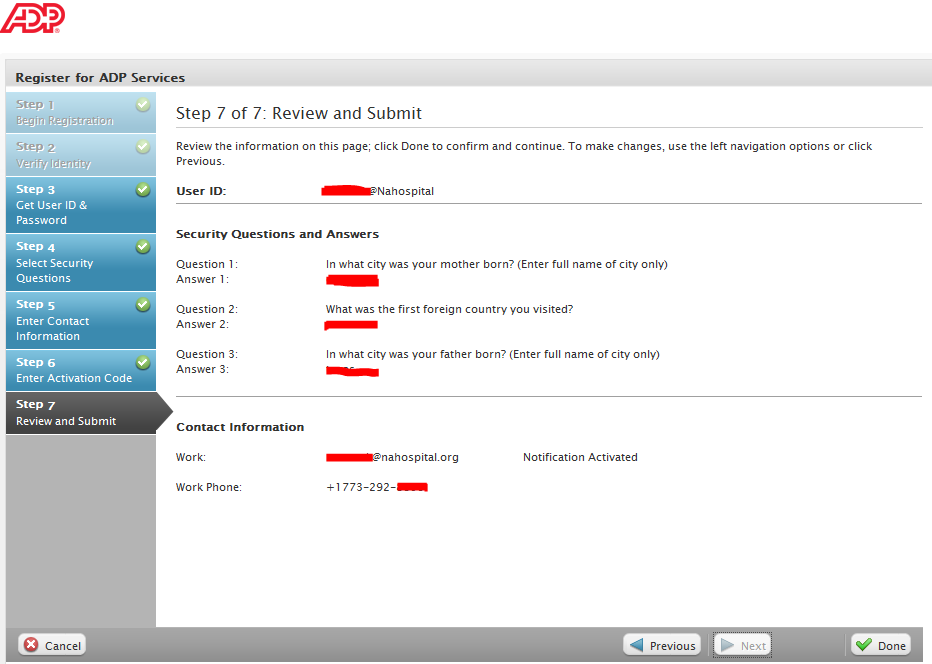 ADP
Register for ADP Services
Step 1
Begin Registration
Step 2
Verify Identity
Step 3
Get User ID &
Password
Step 4
Select Security
Questions
Step 5
Enter Contact
Information
Step 6
Enter Activation Code
Step 7
Review and Submit
Step 7 of 7: Review and Submit
Review the information on this page; click Done to confirm and continue. To make changes, use the left navigation options or click
Previous.
User ID: @Nahospital
Security Questions and Answers
Question 1: In what city was your mother born? (Enter full name of city only)
Answer 1:
Question 2: What was the first foreign country you visited?
Answer 2:
Question 3: In what city was your father born? (Enter full name of city only)
Answer 3:
Contact Information
Work: @nahospital.org Notification Activated
Work Phone: +1773-292-
Cancel Previous Next Done